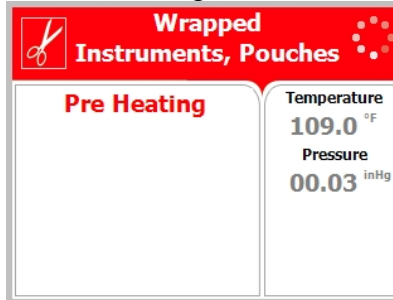 Wrapped
Instruments, Pouches
Pre Heating
Temperature
109.0 °F
Pressure
00.03 inHg